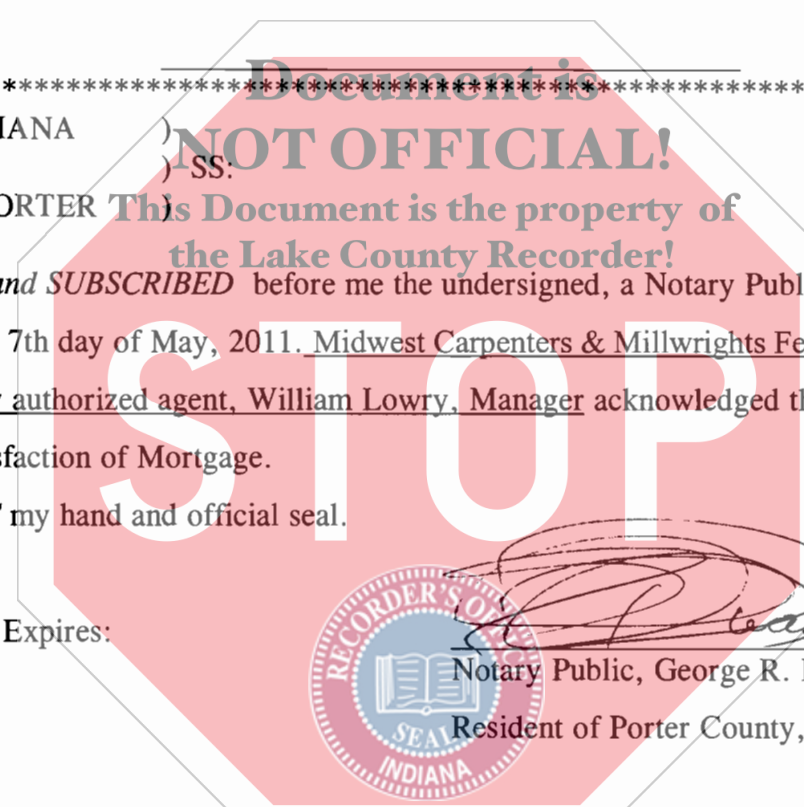 Document is
***************************************************
IANA )
NOT OFFICIAL!
) SS:
ORTER )
This Document is the property of
the Lake County Recorder!
and SUBSCRIBED before me the undersigned, a Notary Publ
7th day of May, 2011. Midwest Carpenters & Millwrights Fe
authorized agent, William Lowry, Manager acknowledged th
sfaction of Mortgage.
my hand and official seal.
STOP
Expires:
RECORDER'S OFFICE
SEAL
INDIANA
Notary Public, George R.
Resident of Porter County,